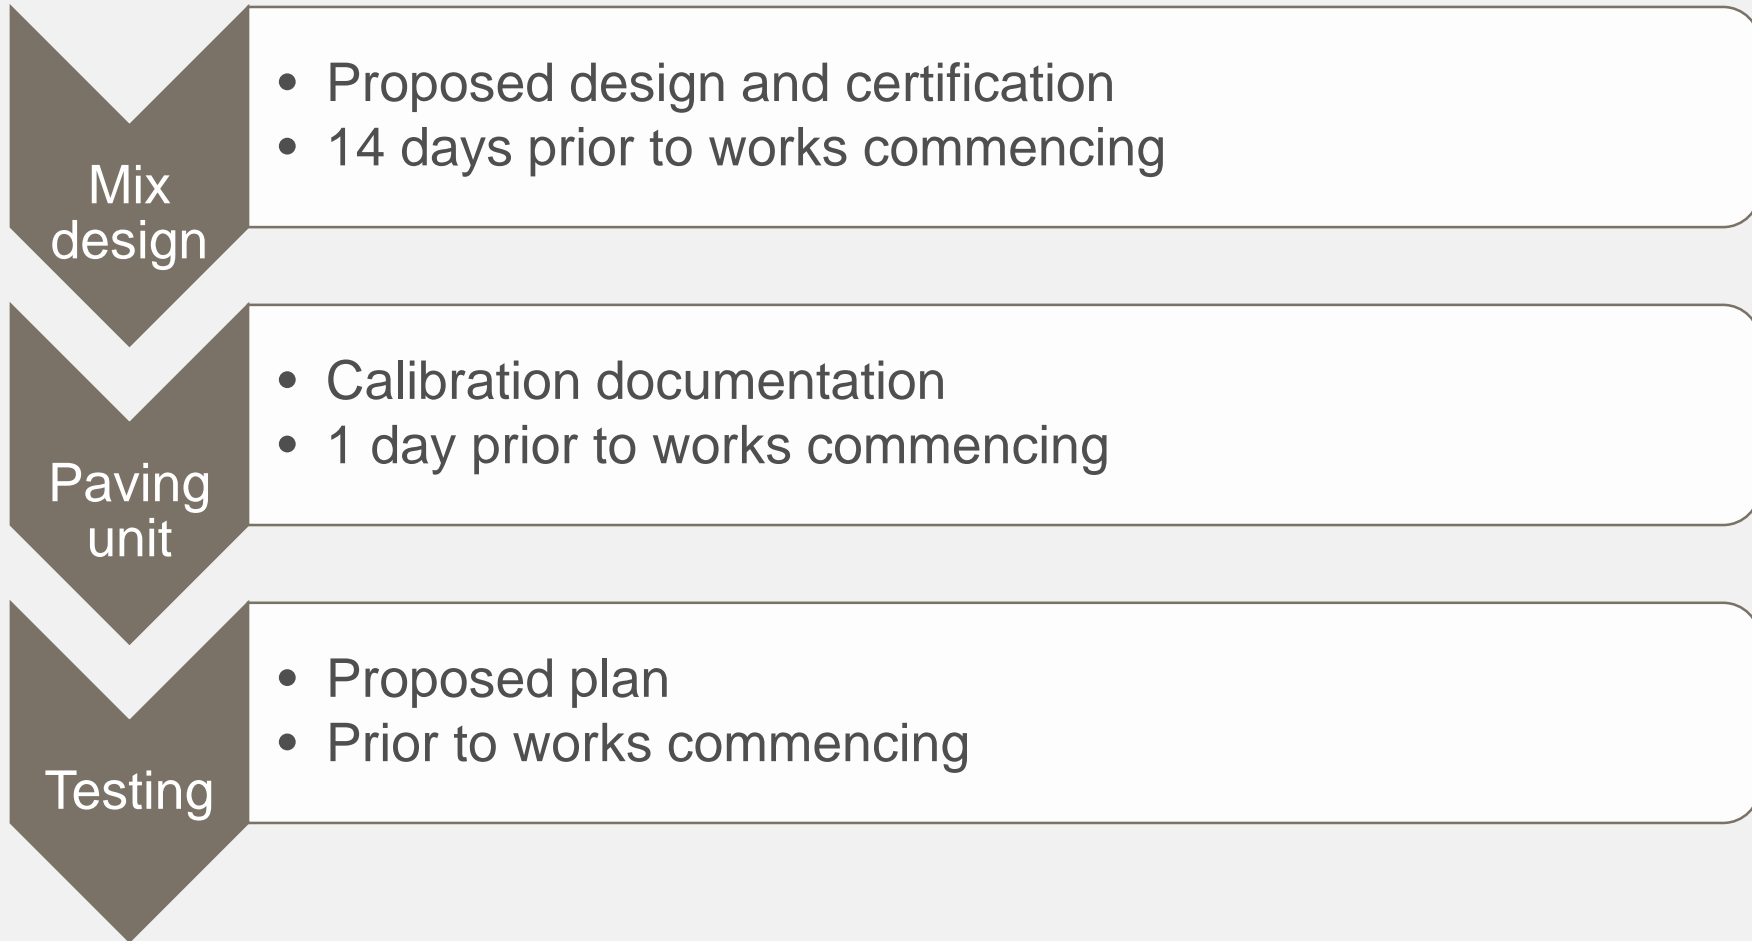 Mix
design
• Proposed design and certification
• 14 days prior to works commencing
Paving
unit
• Calibration documentation
• 1 day prior to works commencing
Testing
• Proposed plan
• Prior to works commencing